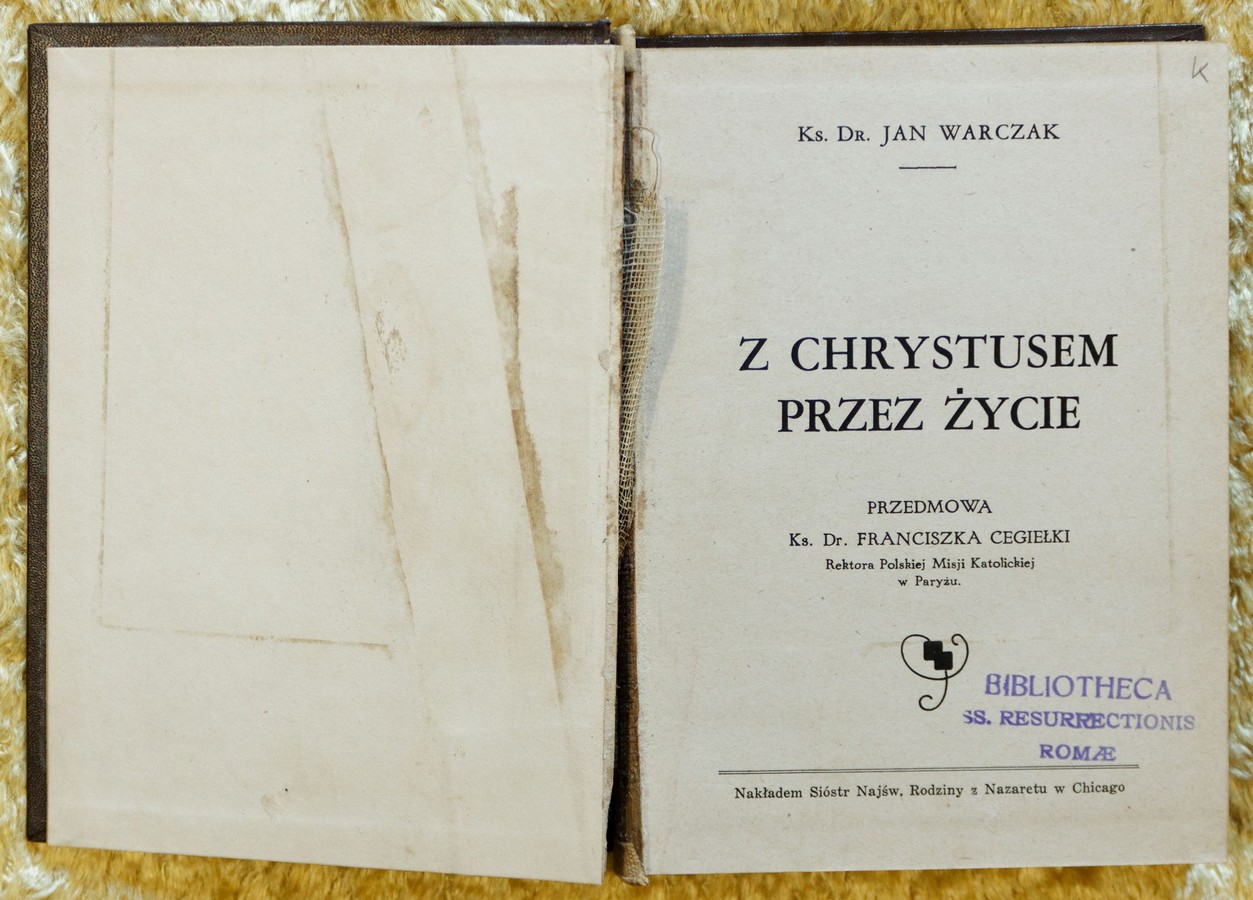 K
Ks. Dr. JAN WARCZAK
Z CHRYSTUSEM
PRZEZ ŻYCIE
PRZEDMOWA
Ks. Dr. FRANCISZKA CEGIEŁKI
Rektora Polskiej Misji Katolickiej
w Paryżu.
BIBLIOTHECA
SS. RESURRECTIONIS
ROMÆ
Nakładem Sióstr Najśw. Rodziny z Nazaretu w Chicago